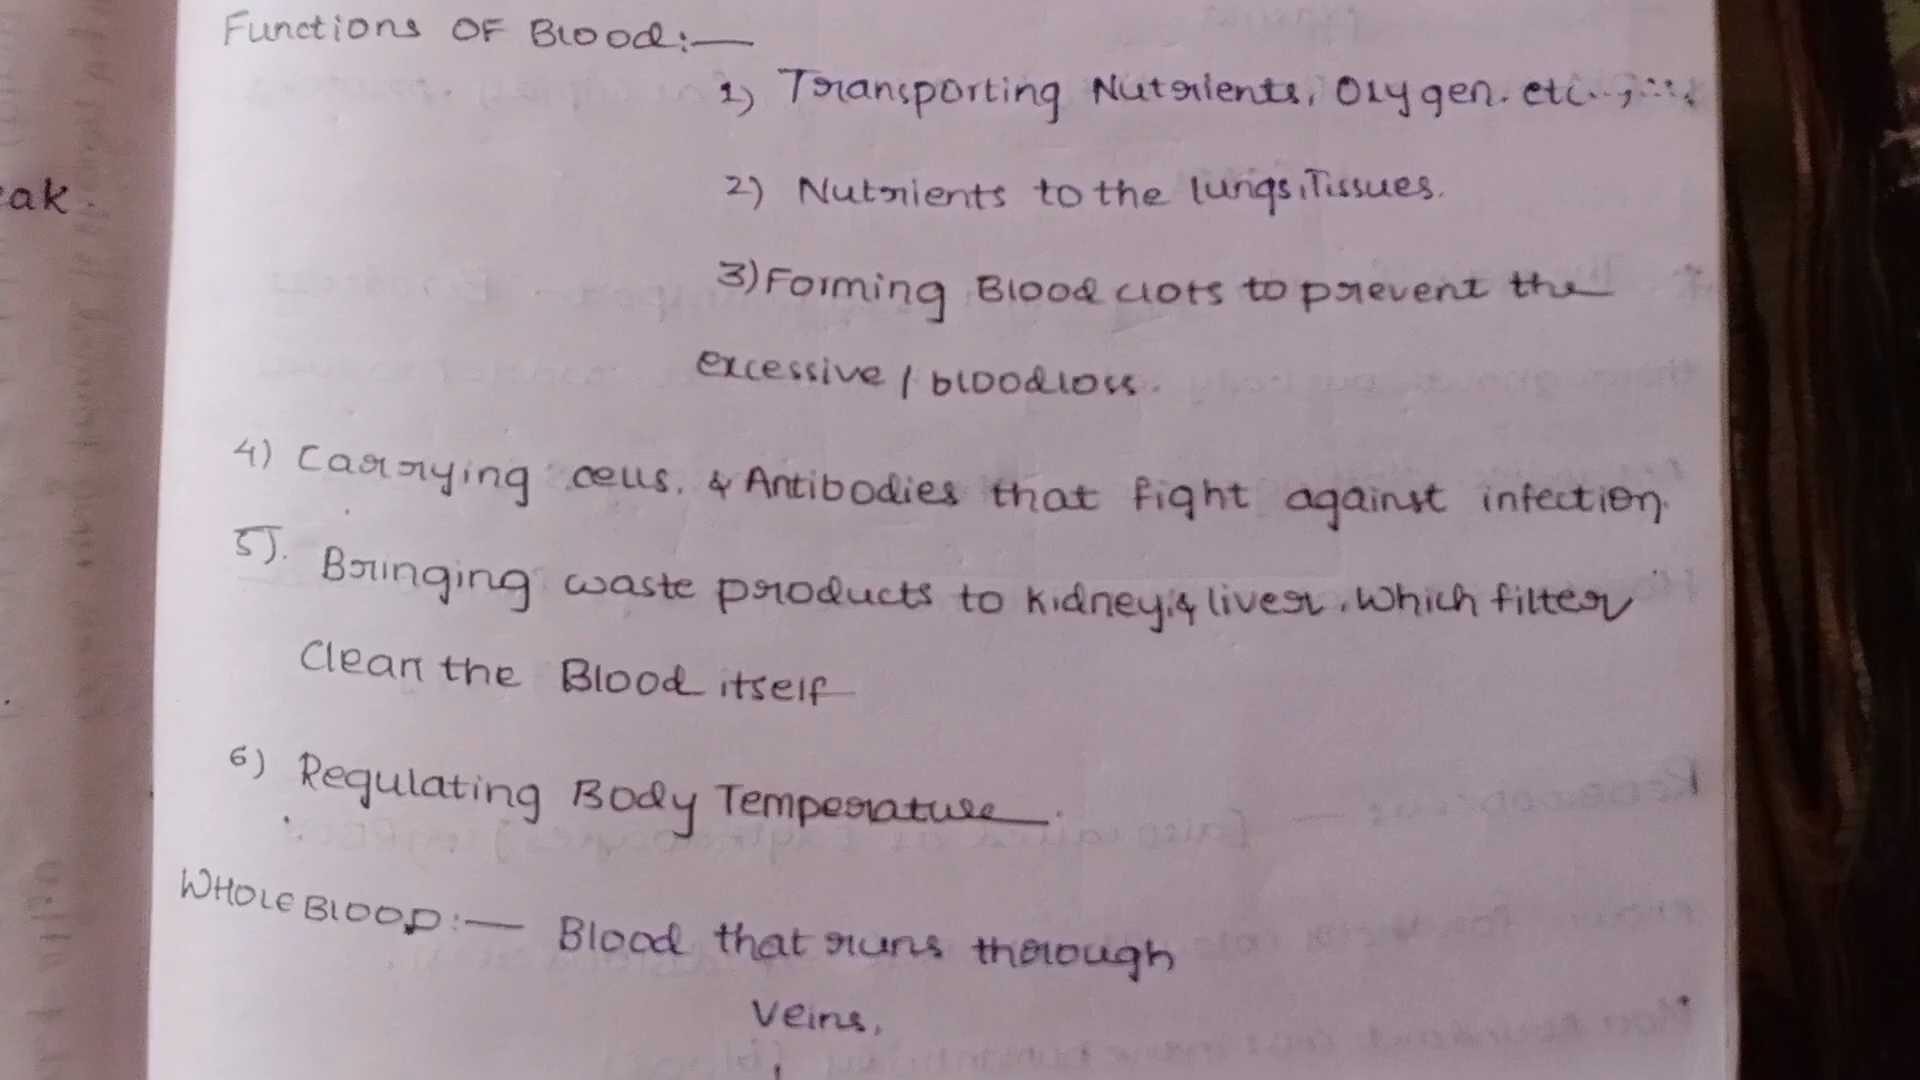 Functions OF Blood:—
1) Transporting Nutrients, Oxygen. etc..
eak.
2) Nutrients to the lungs, Tissues.
3) Forming Blood clots to prevent the
excessive / bloodloss.
4) Carrying cells. & Antibodies that fight against infection.
5). Bringing waste products to kidney, & liver. Which filter
Clean the Blood itself
6) Regulating Body Temperature.
WHOLE BLOOD:— Blood that runs through
Veins,